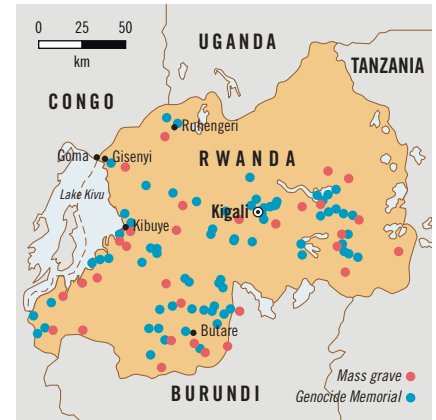 0 25 50
km
UGANDA
TANZANIA
CONGO
Ruhengeri
Goma
Gisenyi
RWANDA
Lake Kivu
Kigali
Kibuye
Butare
Mass grave
Genocide Memorial
BURUNDI